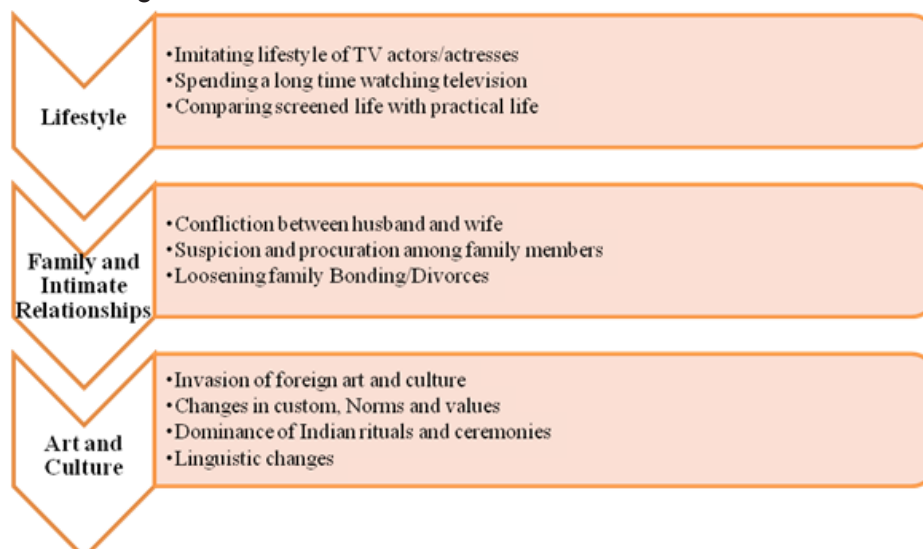 Lifestyle
•Imitating lifestyle of TV actors/actresses
•Spending a long time watching television
•Comparing screened life with practical life
Family and
Intimate
Relationships
•Confliction between husband and wife
•Suspicion and procuration among family members
•Loosening family Bonding/Divorces
Art and
Culture
•Invasion of foreign art and culture
•Changes in custom, Norms and values
•Dominance of Indian rituals and ceremonies
•Linguistic changes